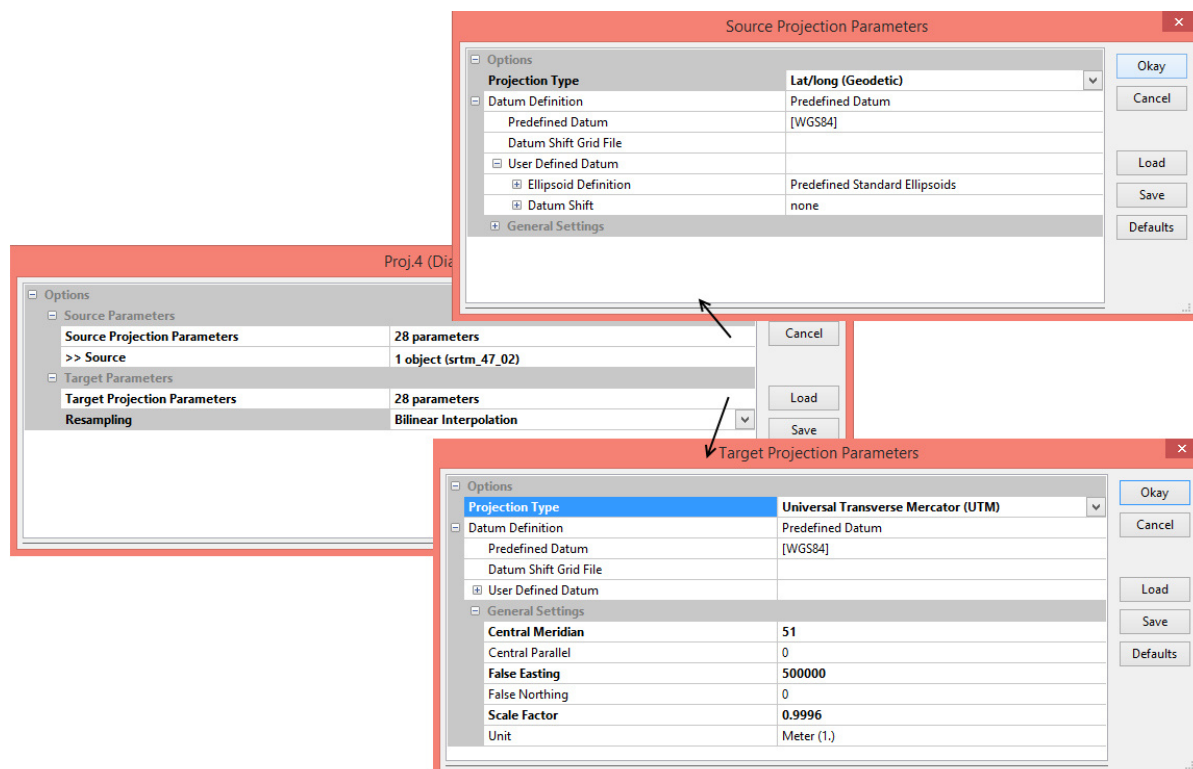 Source Projection Parameters
Options
Projection Type Lat/long (Geodetic)
Datum Definition Predefined Datum
Predefined Datum [WGS84]
Datum Shift Grid File
User Defined Datum
Ellipsoid Definition Predefined Standard Ellipsoids
Datum Shift none
General Settings
Okay
Cancel
Load
Save
Defaults
Proj.4 (Dia
Options
Source Parameters
Source Projection Parameters 28 parameters
>> Source 1 object (srtm_47_02)
Target Parameters
Target Projection Parameters 28 parameters
Resampling Bilinear Interpolation
Cancel
Load
Save
Target Projection Parameters
Options
Projection Type Universal Transverse Mercator (UTM)
Datum Definition Predefined Datum
Predefined Datum [WGS84]
Datum Shift Grid File
User Defined Datum
General Settings
Central Meridian 51
Central Parallel 0
False Easting 500000
False Northing 0
Scale Factor 0.9996
Unit Meter (1.)
Okay
Cancel
Load
Save
Defaults